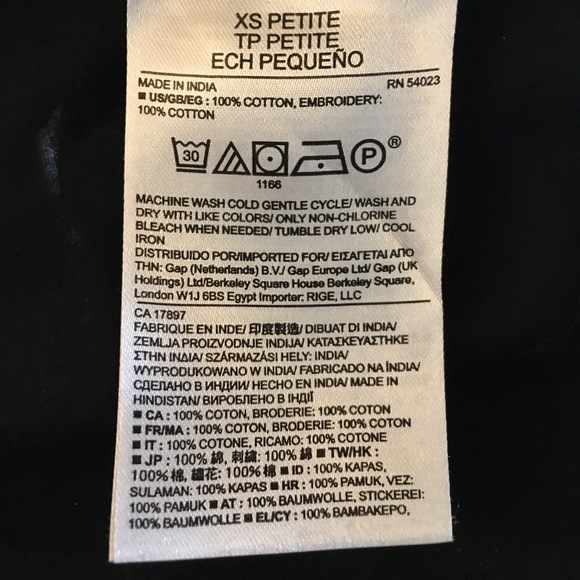 XS PETITE
TP PETITE
ECH PEQUEÑO
MADE IN INDIA RN 54023
■ US/GB/EG : 100% COTTON, EMBROIDERY:
100% COTTON
30 P ®
1166
MACHINE WASH COLD GENTLE CYCLE/ WASH AND
DRY WITH LIKE COLORS/ ONLY NON-CHLORINE
BLEACH WHEN NEEDED/ TUMBLE DRY LOW/ COOL
IRON
DISTRIBUIDO POR/IMPORTED FOR/ ΕΙΣΑΓΕΤΑΙ ΑΠΟ
ΤΗΝ: Gap (Netherlands) B.V./ Gap Europe Ltd/ Gap (UK
Holdings) Ltd/Berkeley Square House Berkeley Square,
London W1J 6BS Egypt Importer: RIGE, LLC
CA 17897
FABRIQUE EN INDE/ 印度製造/ DIBUAT DI INDIA/
ZEMLJA PROIZVODNJE INDIJA/ ΚΑΤΑΣΚΕΥΑΣΤΗΚΕ
ΣΤΗΝ ΙΝΔΙΑ/ SZÁRMAZÁSI HELY: INDIA/
WYPRODUKOWANO W INDIA/ FABRICADO NA ÍNDIA/
СДЕЛАНО В ИНДИИ/ HECHO EN INDIA/ MADE IN
HINDISTAN/ ВИРОБЛЕНО В ІНДІЇ
■ CA : 100% COTON, BRODERIE: 100% COTON
■ FR/MA : 100% COTON, BRODERIE: 100% COTON
■ IT : 100% COTONE, RICAMO: 100% COTONE
■ JP : 100% 綿, 刺繍: 100% 綿 ■ TW/HK :
100% 棉, 繡花: 100% 棉 ■ ID : 100% KAPAS,
SULAMAN: 100% KAPAS ■ HR : 100% PAMUK, VEZ:
100% PAMUK ■ AT : 100% BAUMWOLLE, STICKEREI:
100% BAUMWOLLE ■ EL/CY : 100% ΒΑΜΒΑΚΕΡΟ,